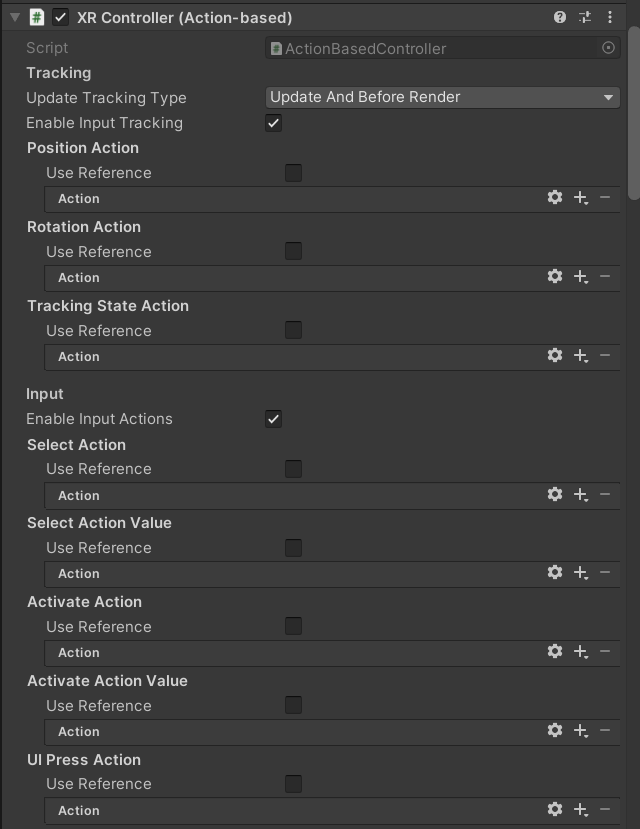 XR Controller (Action-based)
Script ActionBasedController
Tracking
Update Tracking Type Update And Before Render
Enable Input Tracking
Position Action
Use Reference
Action
Rotation Action
Use Reference
Action
Tracking State Action
Use Reference
Action
Input
Enable Input Actions
Select Action
Use Reference
Action
Select Action Value
Use Reference
Action
Activate Action
Use Reference
Action
Activate Action Value
Use Reference
Action
UI Press Action
Use Reference
Action